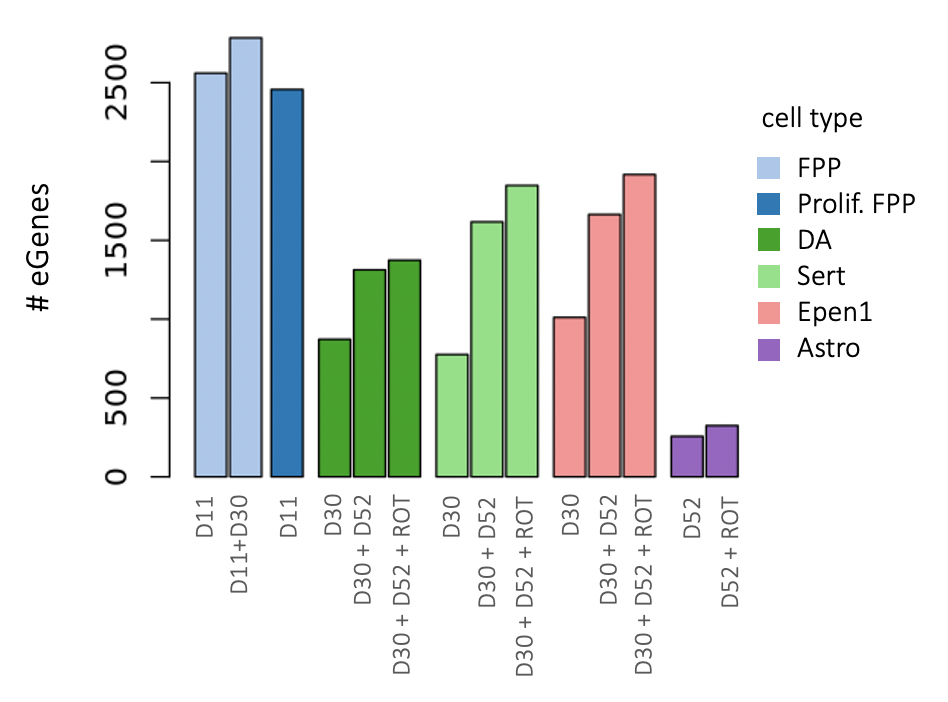 # eGenes
2500
1500
500
0
D11
D11+D30
D11
D30
D30 + D52
D30 + D52 + ROT
D30
D30 + D52
D30 + D52 + ROT
D30
D30 + D52
D30 + D52 + ROT
D52
D52 + ROT
cell type
FPP
Prolif. FPP
DA
Sert
Epen1
Astro